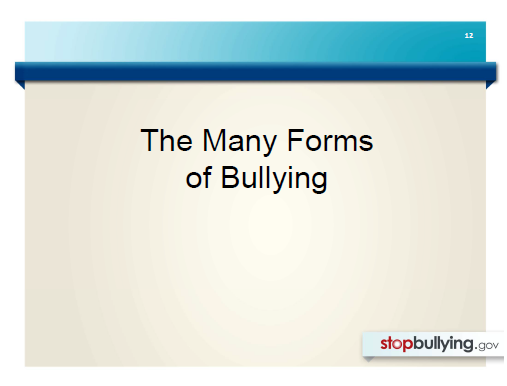 12
The Many Forms
of Bullying
stopbullying.gov